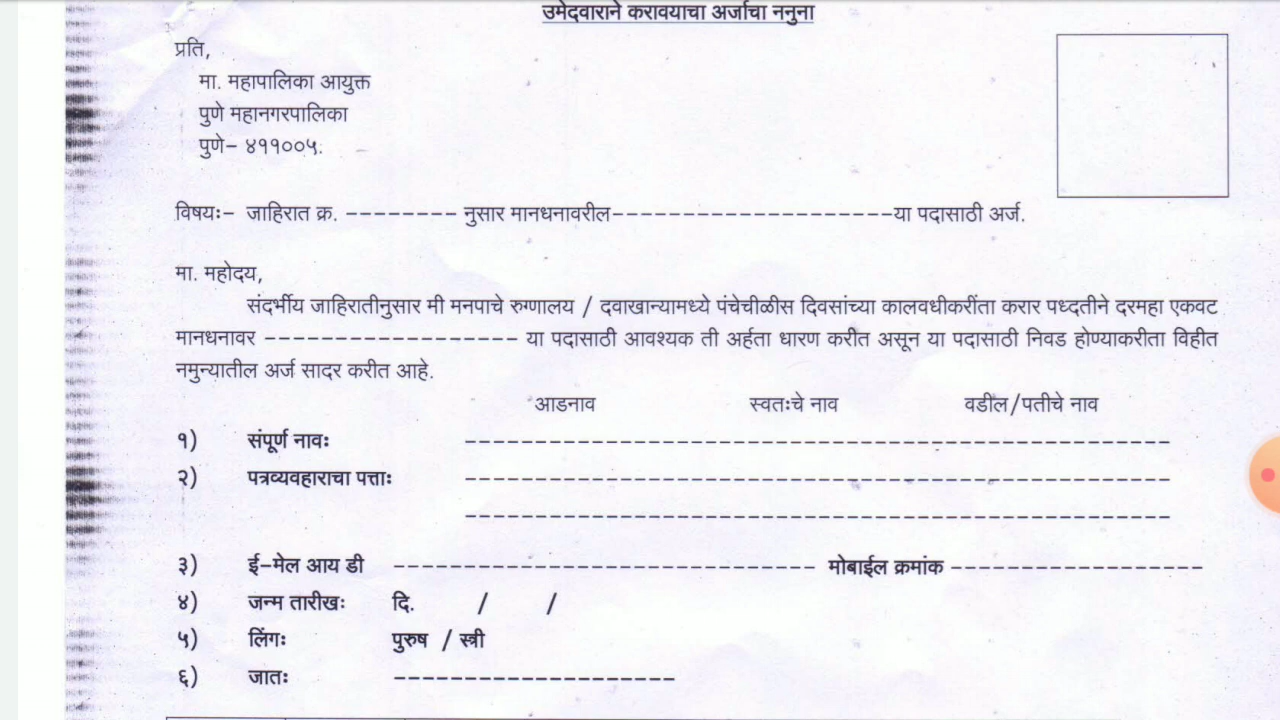 उमेदवाराने करावयाचा अर्जाचा ननुना
प्रति,
मा. महापालिका आयुक्त
पुणे महानगरपालिका
पुणे– ४११००५.
विषयः– जाहिरात क्र. -------- नुसार मानधनावरील--------------------या पदासाठी अर्ज.
मा. महोदय,
संदर्भीय जाहिरातीनुसार मी मनपाचे रुग्णालय / दवाखान्यामध्ये पंचेचीळीस दिवसांच्या कालवधीकरींता करार पध्दतीने दरमहा एकवट
मानधनावर ------------------ या पदासाठी आवश्यक ती अर्हता धारण करीत असून या पदासाठी निवड होण्याकरीता विहीत
नमुन्यातील अर्ज सादर करीत आहे.
आडनाव स्वतःचे नाव वडील/पतीचे नाव
१) संपूर्ण नावः --------------------------------------------------
२) पत्रव्यवहाराचा पत्ताः --------------------------------------------------
--------------------------------------------------
३) ई–मेल आय डी ------------------------------ मोबाईल क्रमांक ------------------
४) जन्म तारीखः दि. / /
५) लिंगः पुरुष / स्त्री
६) जातः --------------------